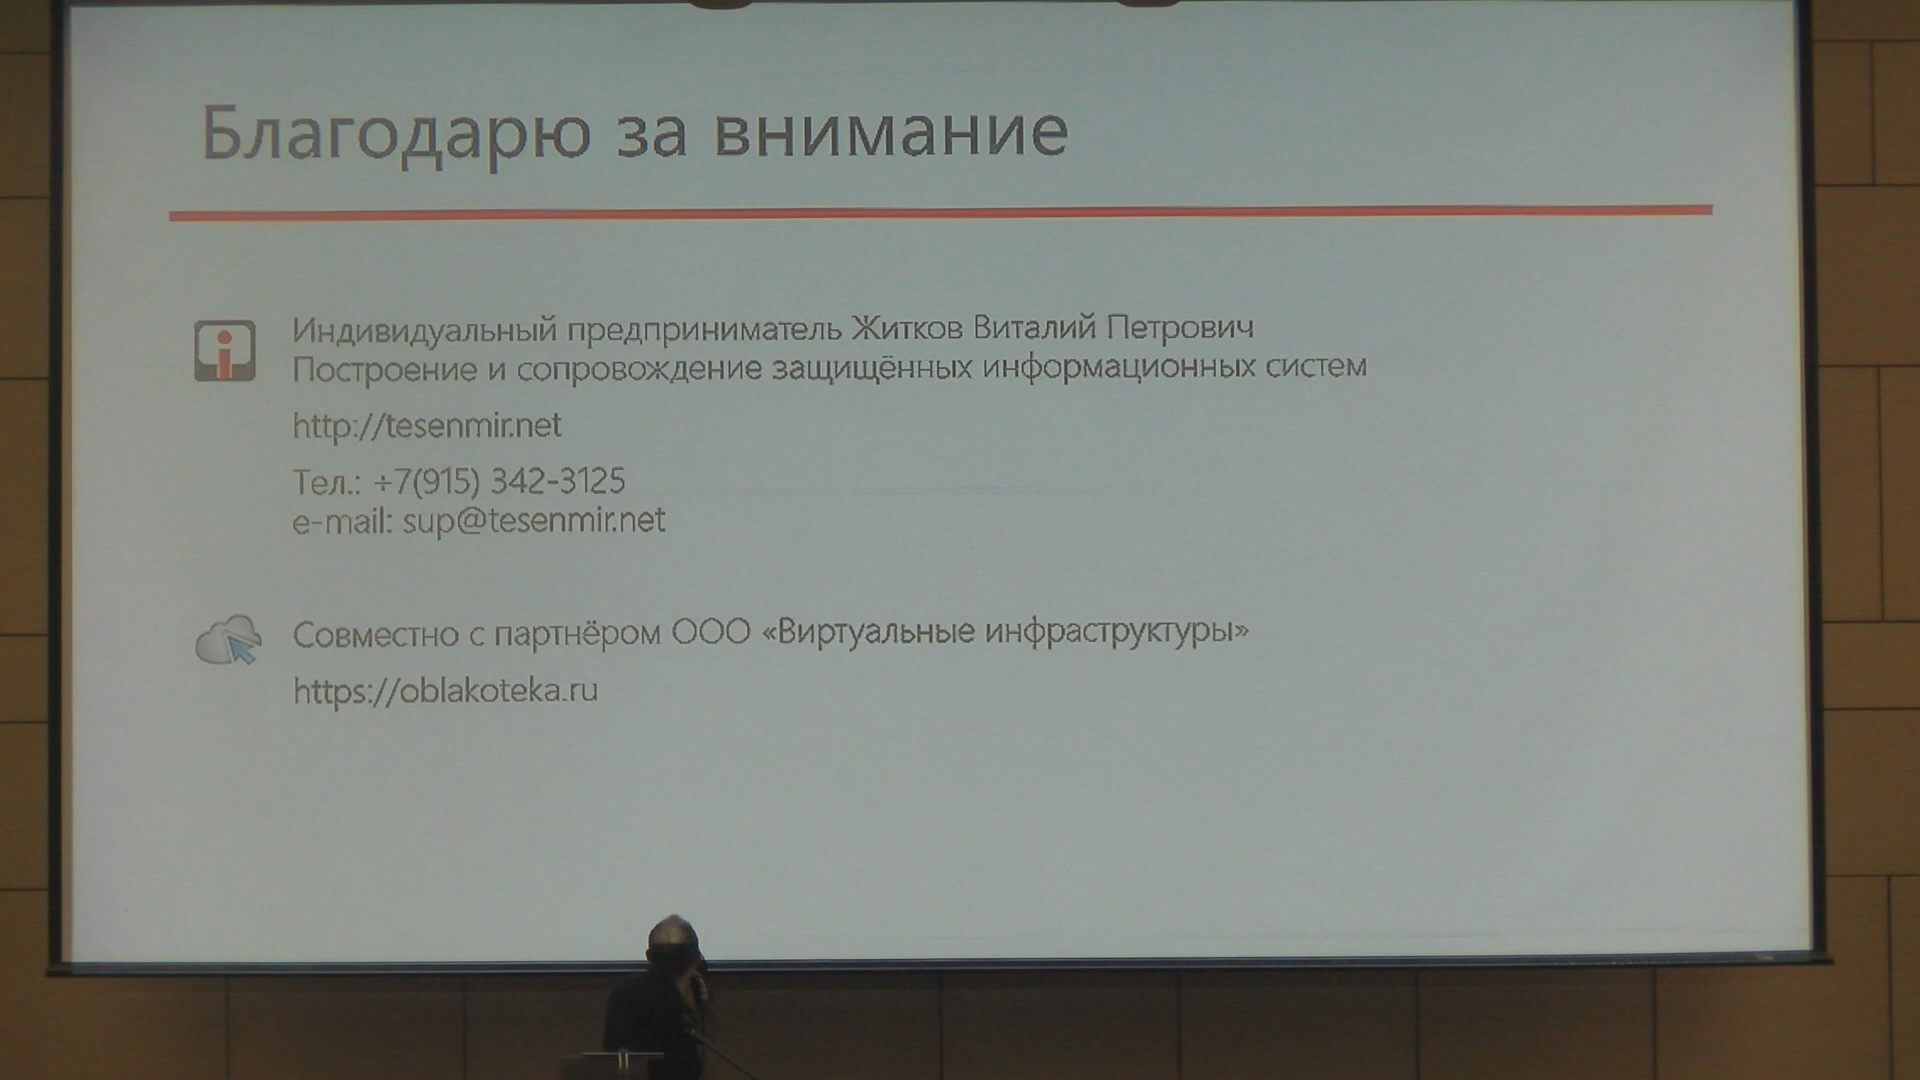 Благодарю за внимание
Индивидуальный предприниматель Житков Виталий Петрович
Построение и сопровождение защищённых информационных систем
http://tesenmir.net
Тел.: +7(915) 342-3125
e-mail: sup@tesenmir.net
Совместно с партнёром ООО «Виртуальные инфраструктуры»
https://oblakoteka.ru